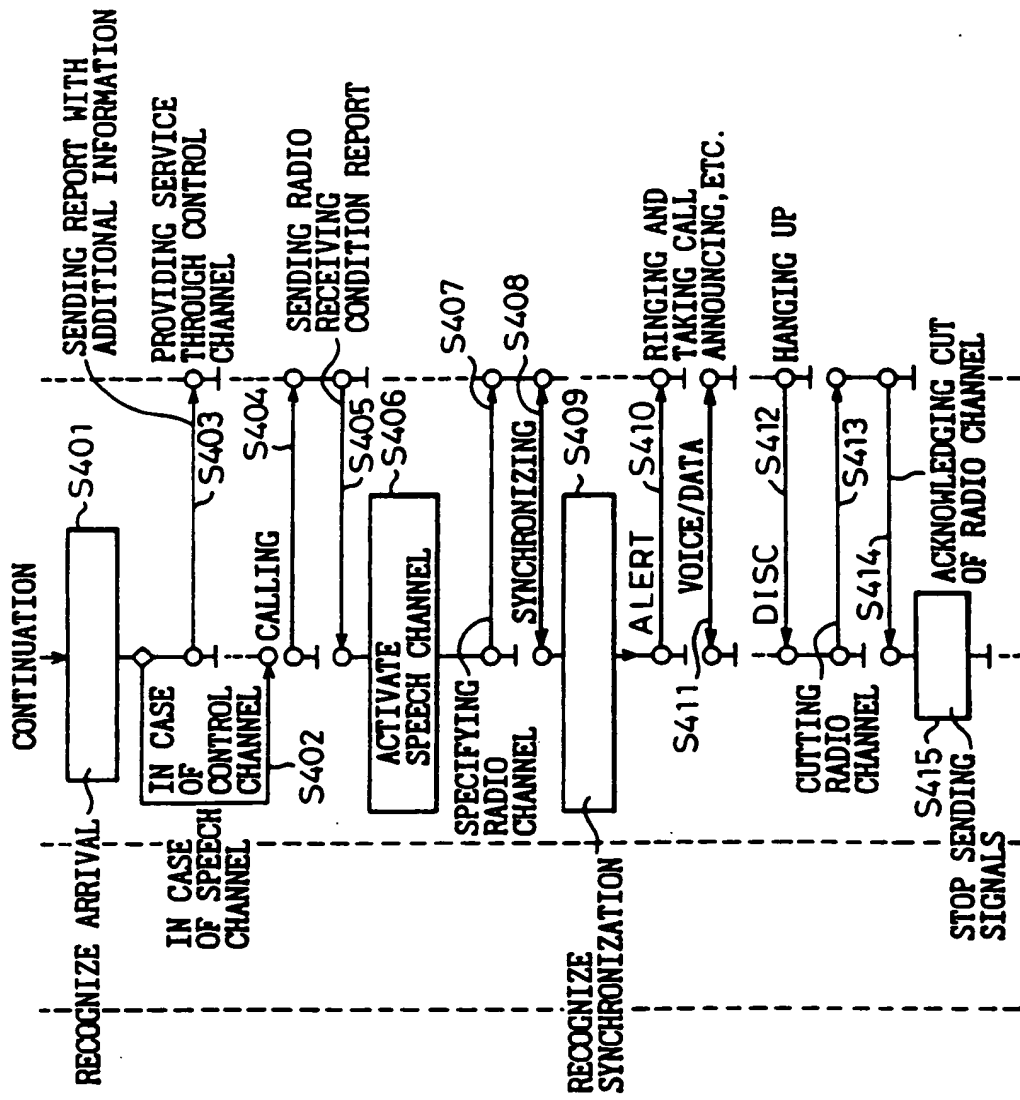 CONTINUATION
RECOGNIZE ARRIVAL
S401
SENDING REPORT WITH
ADDITIONAL INFORMATION
IN CASE
OF SPEECH
CHANNEL
IN CASE
OF
CONTROL
CHANNEL
S402
S403
PROVIDING SERVICE
THROUGH CONTROL
CHANNEL
CALLING
S404
SENDING RADIO
RECEIVING
CONDITION REPORT
S405
S406
ACTIVATE
SPEECH CHANNEL
SPECIFYING
RADIO
CHANNEL
S407
SYNCHRONIZING
S408
RECOGNIZE
SYNCHRONIZATION
S409
ALERT
S410
RINGING AND
TAKING CALL
S411
VOICE/DATA
ANNOUNCING,ETC.
DISC
S412
HANGING UP
CUTTING
RADIO
CHANNEL
S413
S414
ACKNOWLEDGING CUT
OF RADIO CHANNEL
S415
STOP SENDING
SIGNALS